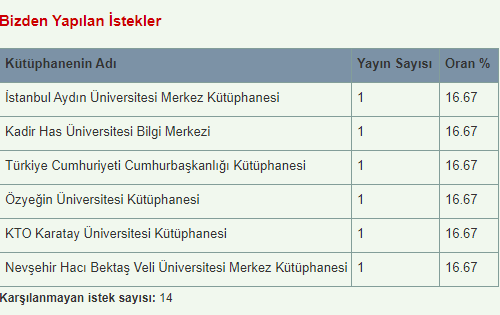 Bizden Yapılan İstekler
Kütüphanenin Adı Yayın Sayısı Oran %
İstanbul Aydın Üniversitesi Merkez Kütüphanesi 1 16.67
Kadir Has Üniversitesi Bilgi Merkezi 1 16.67
Türkiye Cumhuriyeti Cumhurbaşkanlığı Kütüphanesi 1 16.67
Özyeğin Üniversitesi Kütüphanesi 1 16.67
KTO Karatay Üniversitesi Kütüphanesi 1 16.67
Nevşehir Hacı Bektaş Veli Üniversitesi Merkez Kütüphanesi 1 16.67
Karşılanmayan istek sayısı: 14